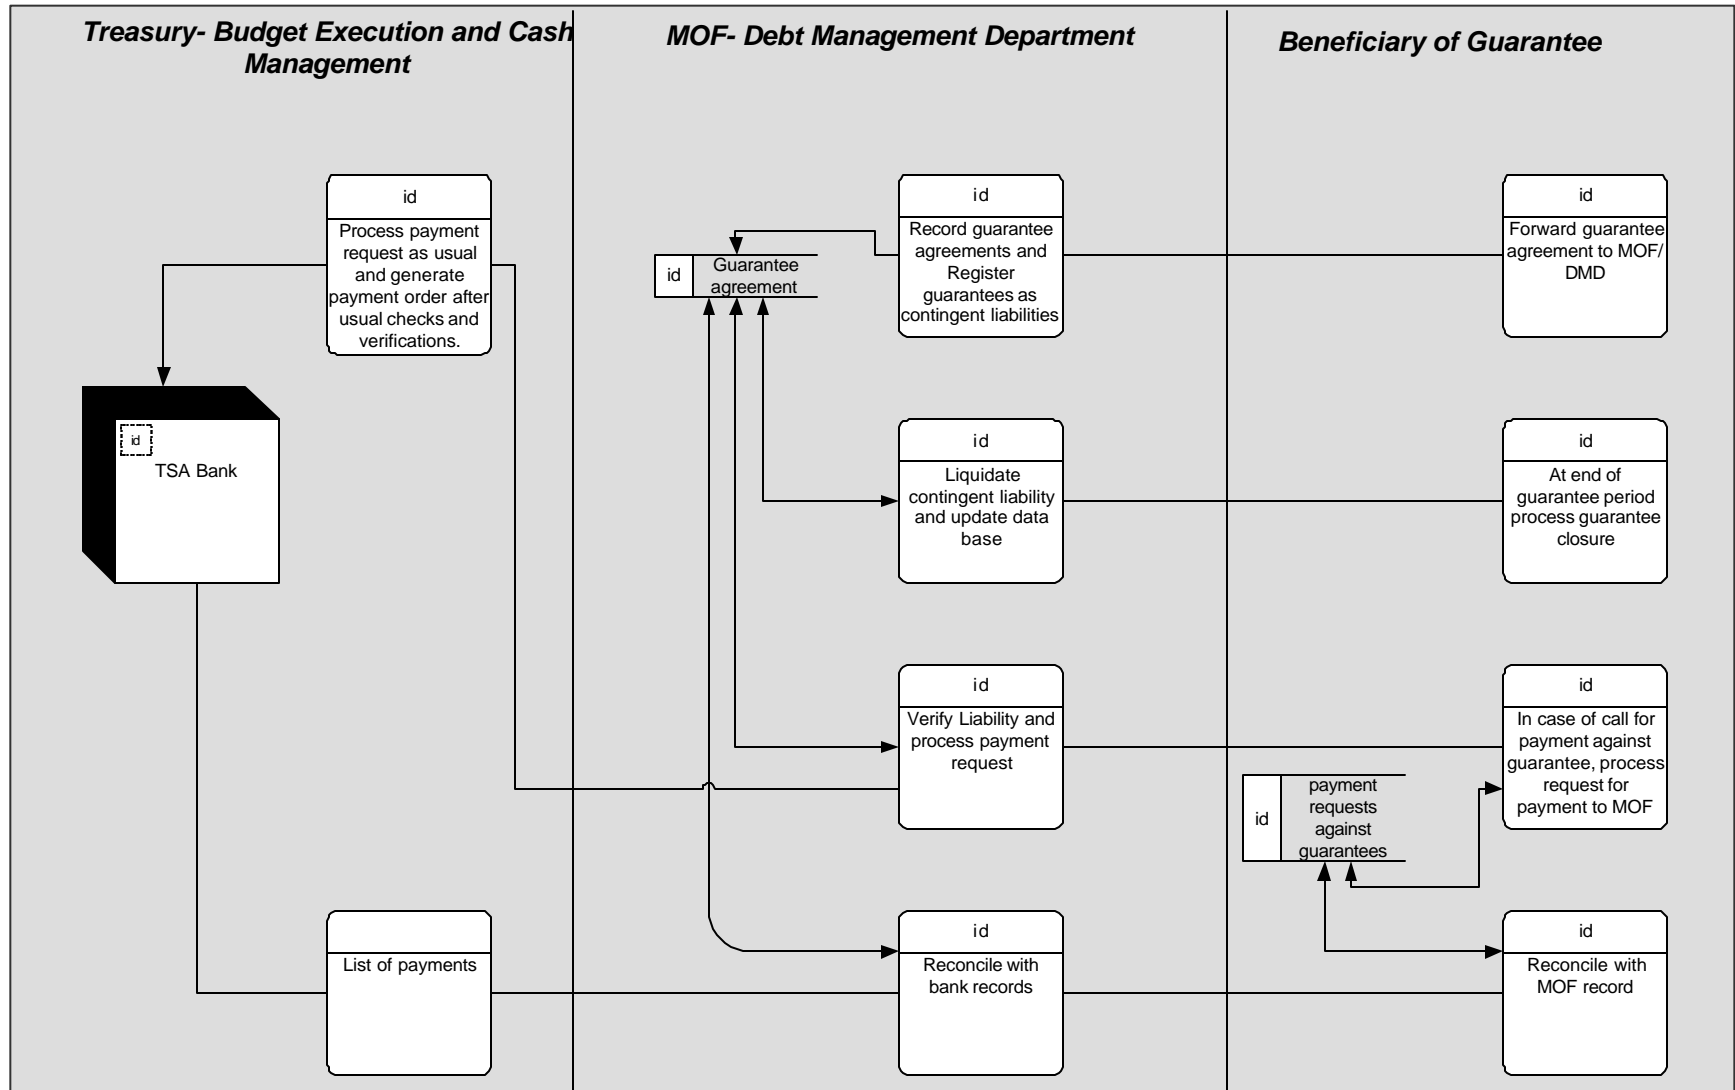 Treasury- Budget Execution and Cash
Management
MOF- Debt Management Department
Beneficiary of Guarantee
id
Process payment
request as usual
and generate
payment order after
usual checks and
verifications.
id
Guarantee
agreement
id
Record guarantee
agreements and
Register
guarantees as
contingent liabilities
id
Forward guarantee
agreement to MOF/
DMD
id
TSA Bank
id
Liquidate
contingent liability
and update data
base
id
At end of
guarantee period
process guarantee
closure
id
Verify Liability and
process payment
request
id
In case of call for
payment against
guarantee, process
request for
payment to MOF
id
payment
requests
against
guarantees
List of payments
id
Reconcile with
bank records
id
Reconcile with
MOF record